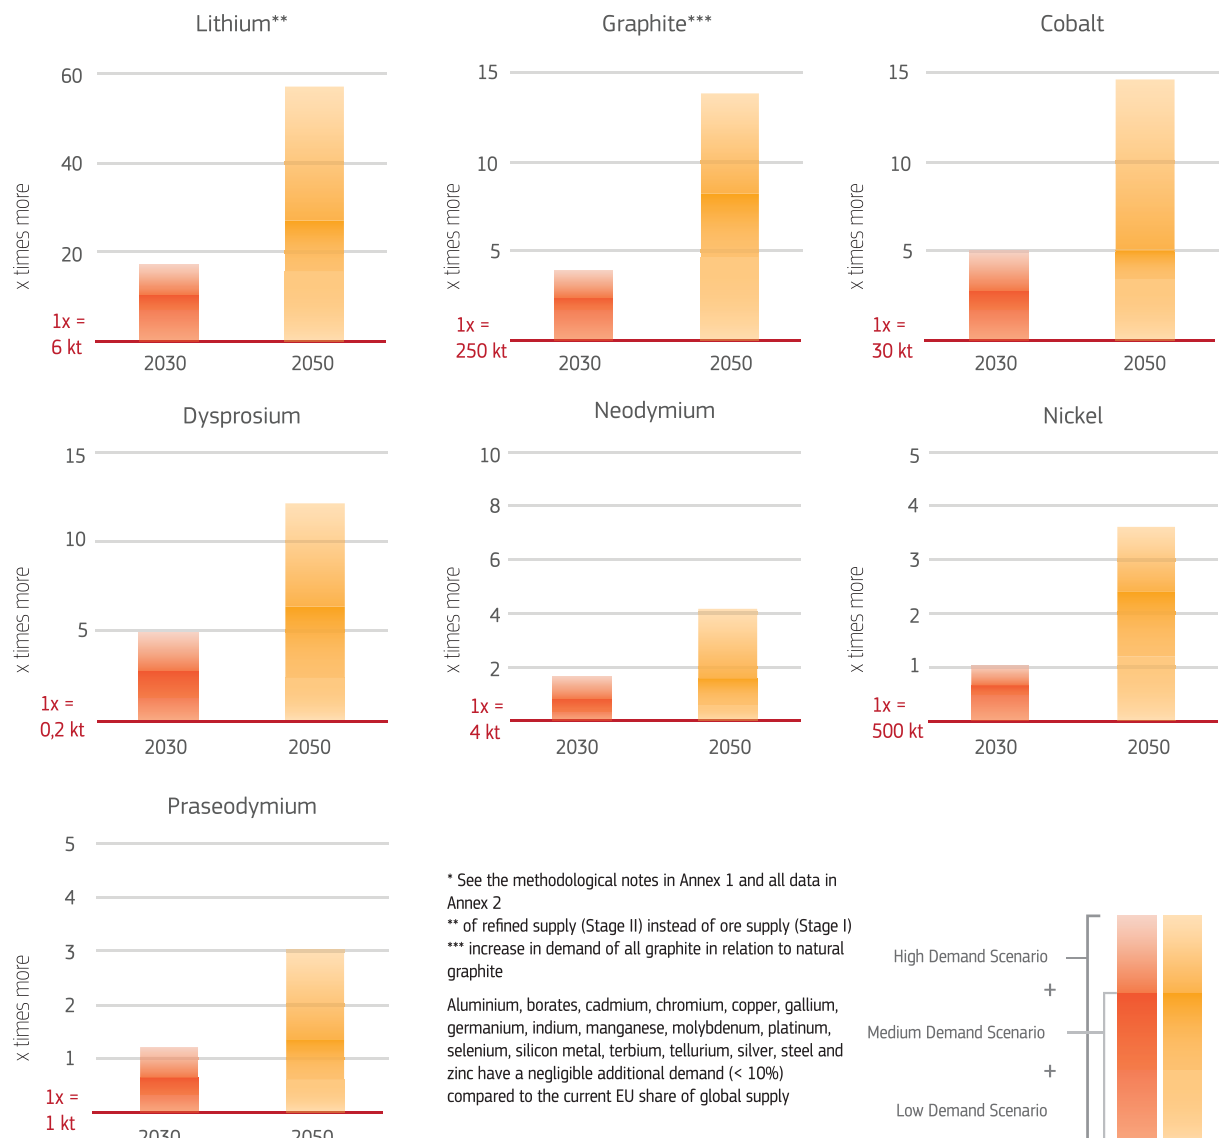 Lithium**
60
40
20
x times more
1x =
6 kt
2030
2050
Graphite***
15
10
5
x times more
1x =
250 kt
2030
2050
Cobalt
15
10
5
x times more
1x =
30 kt
2030
2050
Dysprosium
15
10
5
x times more
1x =
0,2 kt
2030
2050
Neodymium
10
8
6
4
2
x times more
1x =
4 kt
2030
2050
Nickel
5
4
3
2
1
x times more
1x =
500 kt
2030
2050
Praseodymium
5
4
3
2
1
x times more
1x =
1 kt
2030
2050
* See the methodological notes in Annex 1 and all data in
Annex 2
** of refined supply (Stage II) instead of ore supply (Stage I)
*** increase in demand of all graphite in relation to natural
graphite
Aluminium, borates, cadmium, chromium, copper, gallium,
germanium, indium, manganese, molybdenum, platinum,
selenium, silicon metal, terbium, tellurium, silver, steel and
zinc have a negligible additional demand (< 10%)
compared to the current EU share of global supply
High Demand Scenario
+
Medium Demand Scenario
+
Low Demand Scenario